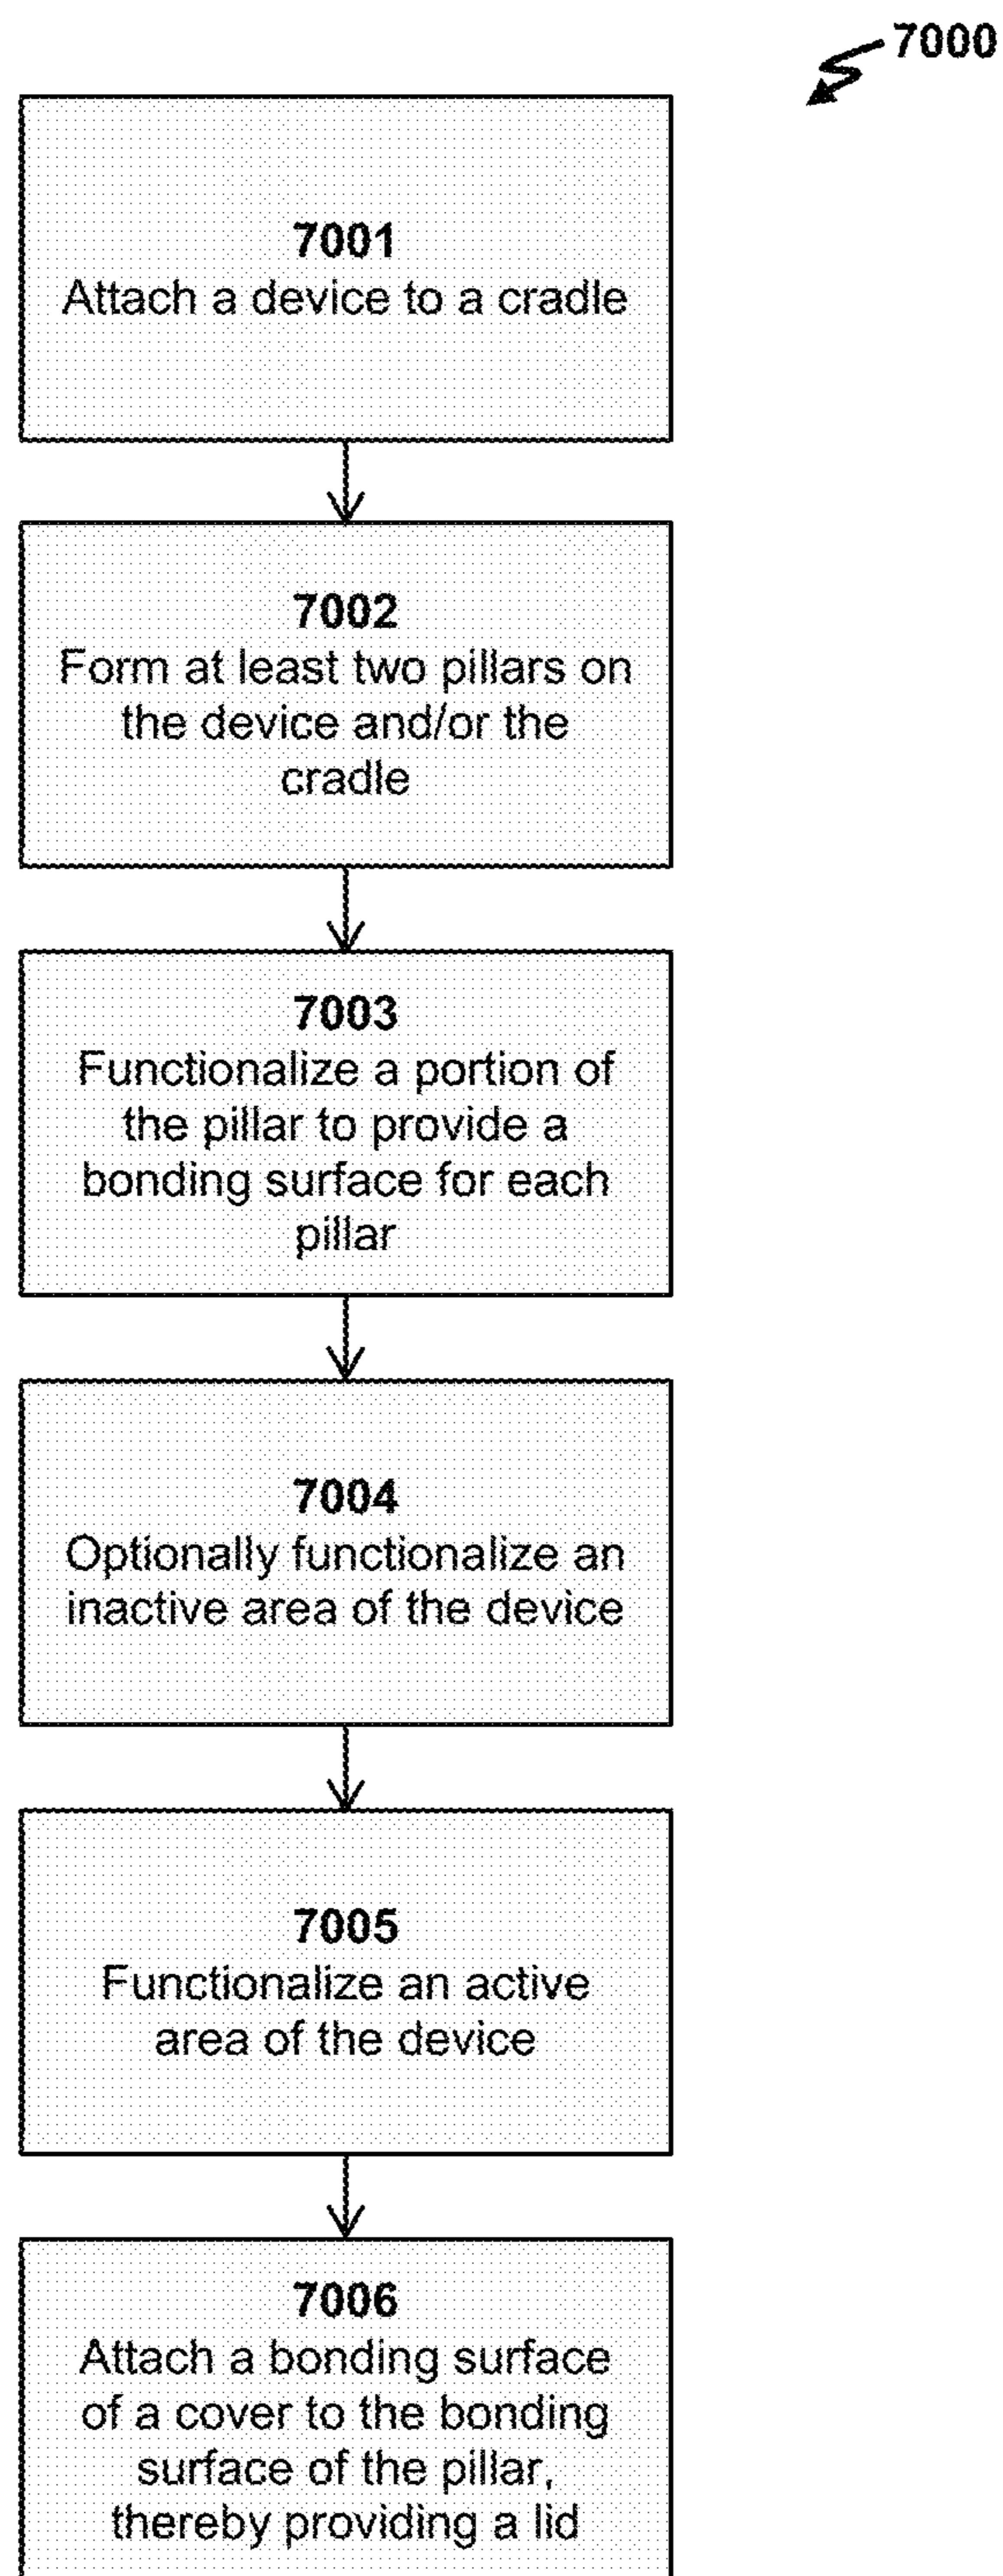 7000
7001
Attach a device to a cradle
7002
Form at least two pillars on
the device and/or the
cradle
7003
Functionalize a portion of
the pillar to provide a
bonding surface for each
pillar
7004
Optionally functionalize an
inactive area of the device
7005
Functionalize an active
area of the device
7006
Attach a bonding surface
of a cover to the bonding
surface of the pillar,
thereby providing a lid